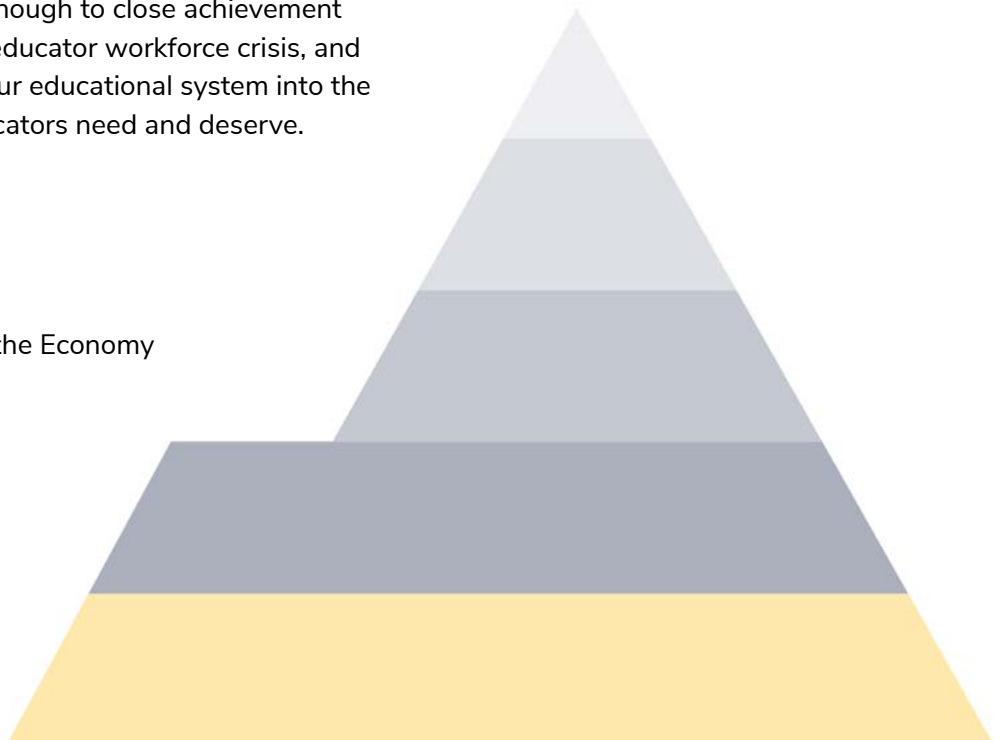 nough to close achievement
educator workforce crisis, and
ur educational system into the
cators need and deserve.
the Economy